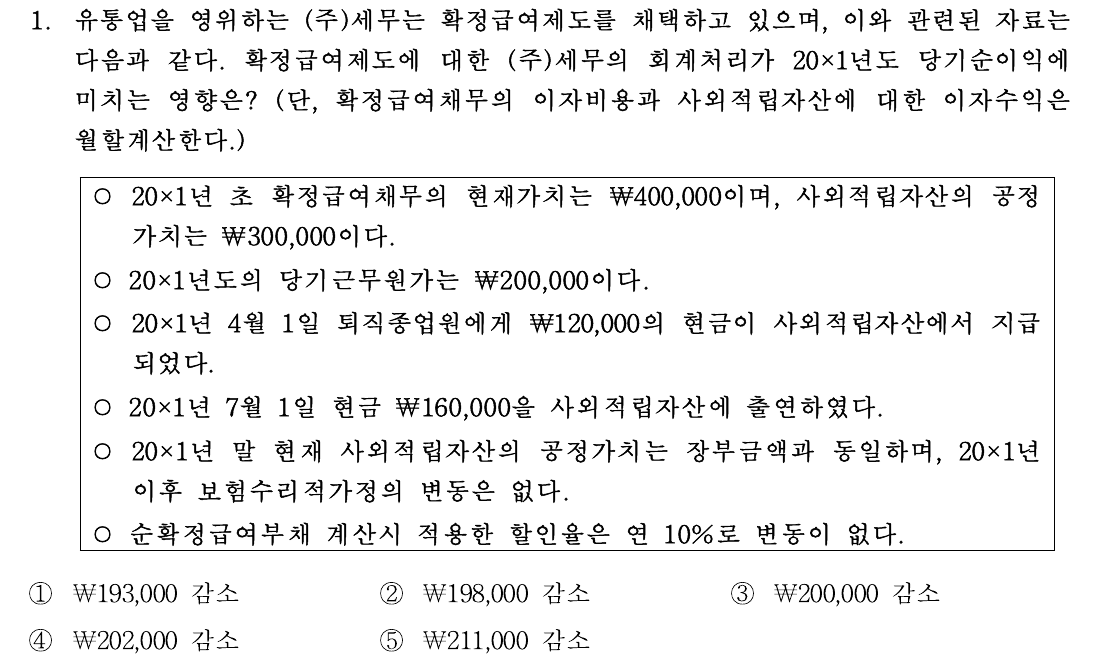 1. 유통업을 영위하는 (주)세무는 확정급여제도를 채택하고 있으며, 이와 관련된 자료는
다음과 같다. 확정급여제도에 대한 (주)세무의 회계처리가 20×1년도 당기순이익에
미치는 영향은? (단, 확정급여채무의 이자비용과 사외적립자산에 대한 이자수익은
월할계산한다.)
○ 20×1년 초 확정급여채무의 현재가치는 ₩400,000이며, 사외적립자산의 공정
가치는 ₩300,000이다.
○ 20×1년도의 당기근무원가는 ₩200,000이다.
○ 20×1년 4월 1일 퇴직종업원에게 ₩120,000의 현금이 사외적립자산에서 지급
되었다.
○ 20×1년 7월 1일 현금 ₩160,000을 사외적립자산에 출연하였다.
○ 20×1년 말 현재 사외적립자산의 공정가치는 장부금액과 동일하며, 20×1년
이후 보험수리적가정의 변동은 없다.
○ 순확정급여부채 계산시 적용한 할인율은 연 10%로 변동이 없다.
① ₩193,000 감소 ② ₩198,000 감소 ③ ₩200,000 감소
④ ₩202,000 감소 ⑤ ₩211,000 감소